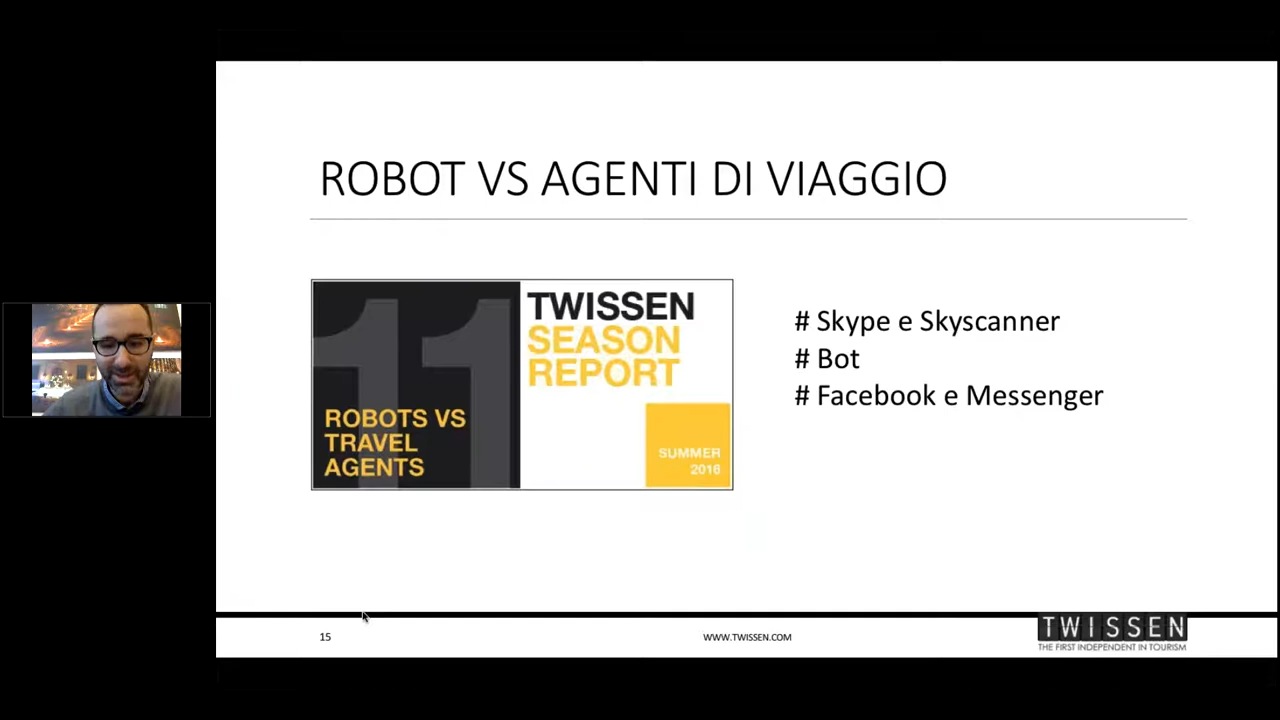 ROBOT VS AGENTI DI VIAGGIO
11
ROBOTS VS
TRAVEL
AGENTS
TWISSEN
SEASON
REPORT
SUMMER
2016
# Skype e Skyscanner
# Bot
# Facebook e Messenger
15
WWW.TWISSEN.COM
TWISSEN
THE FIRST INDEPENDENT IN TOURISM